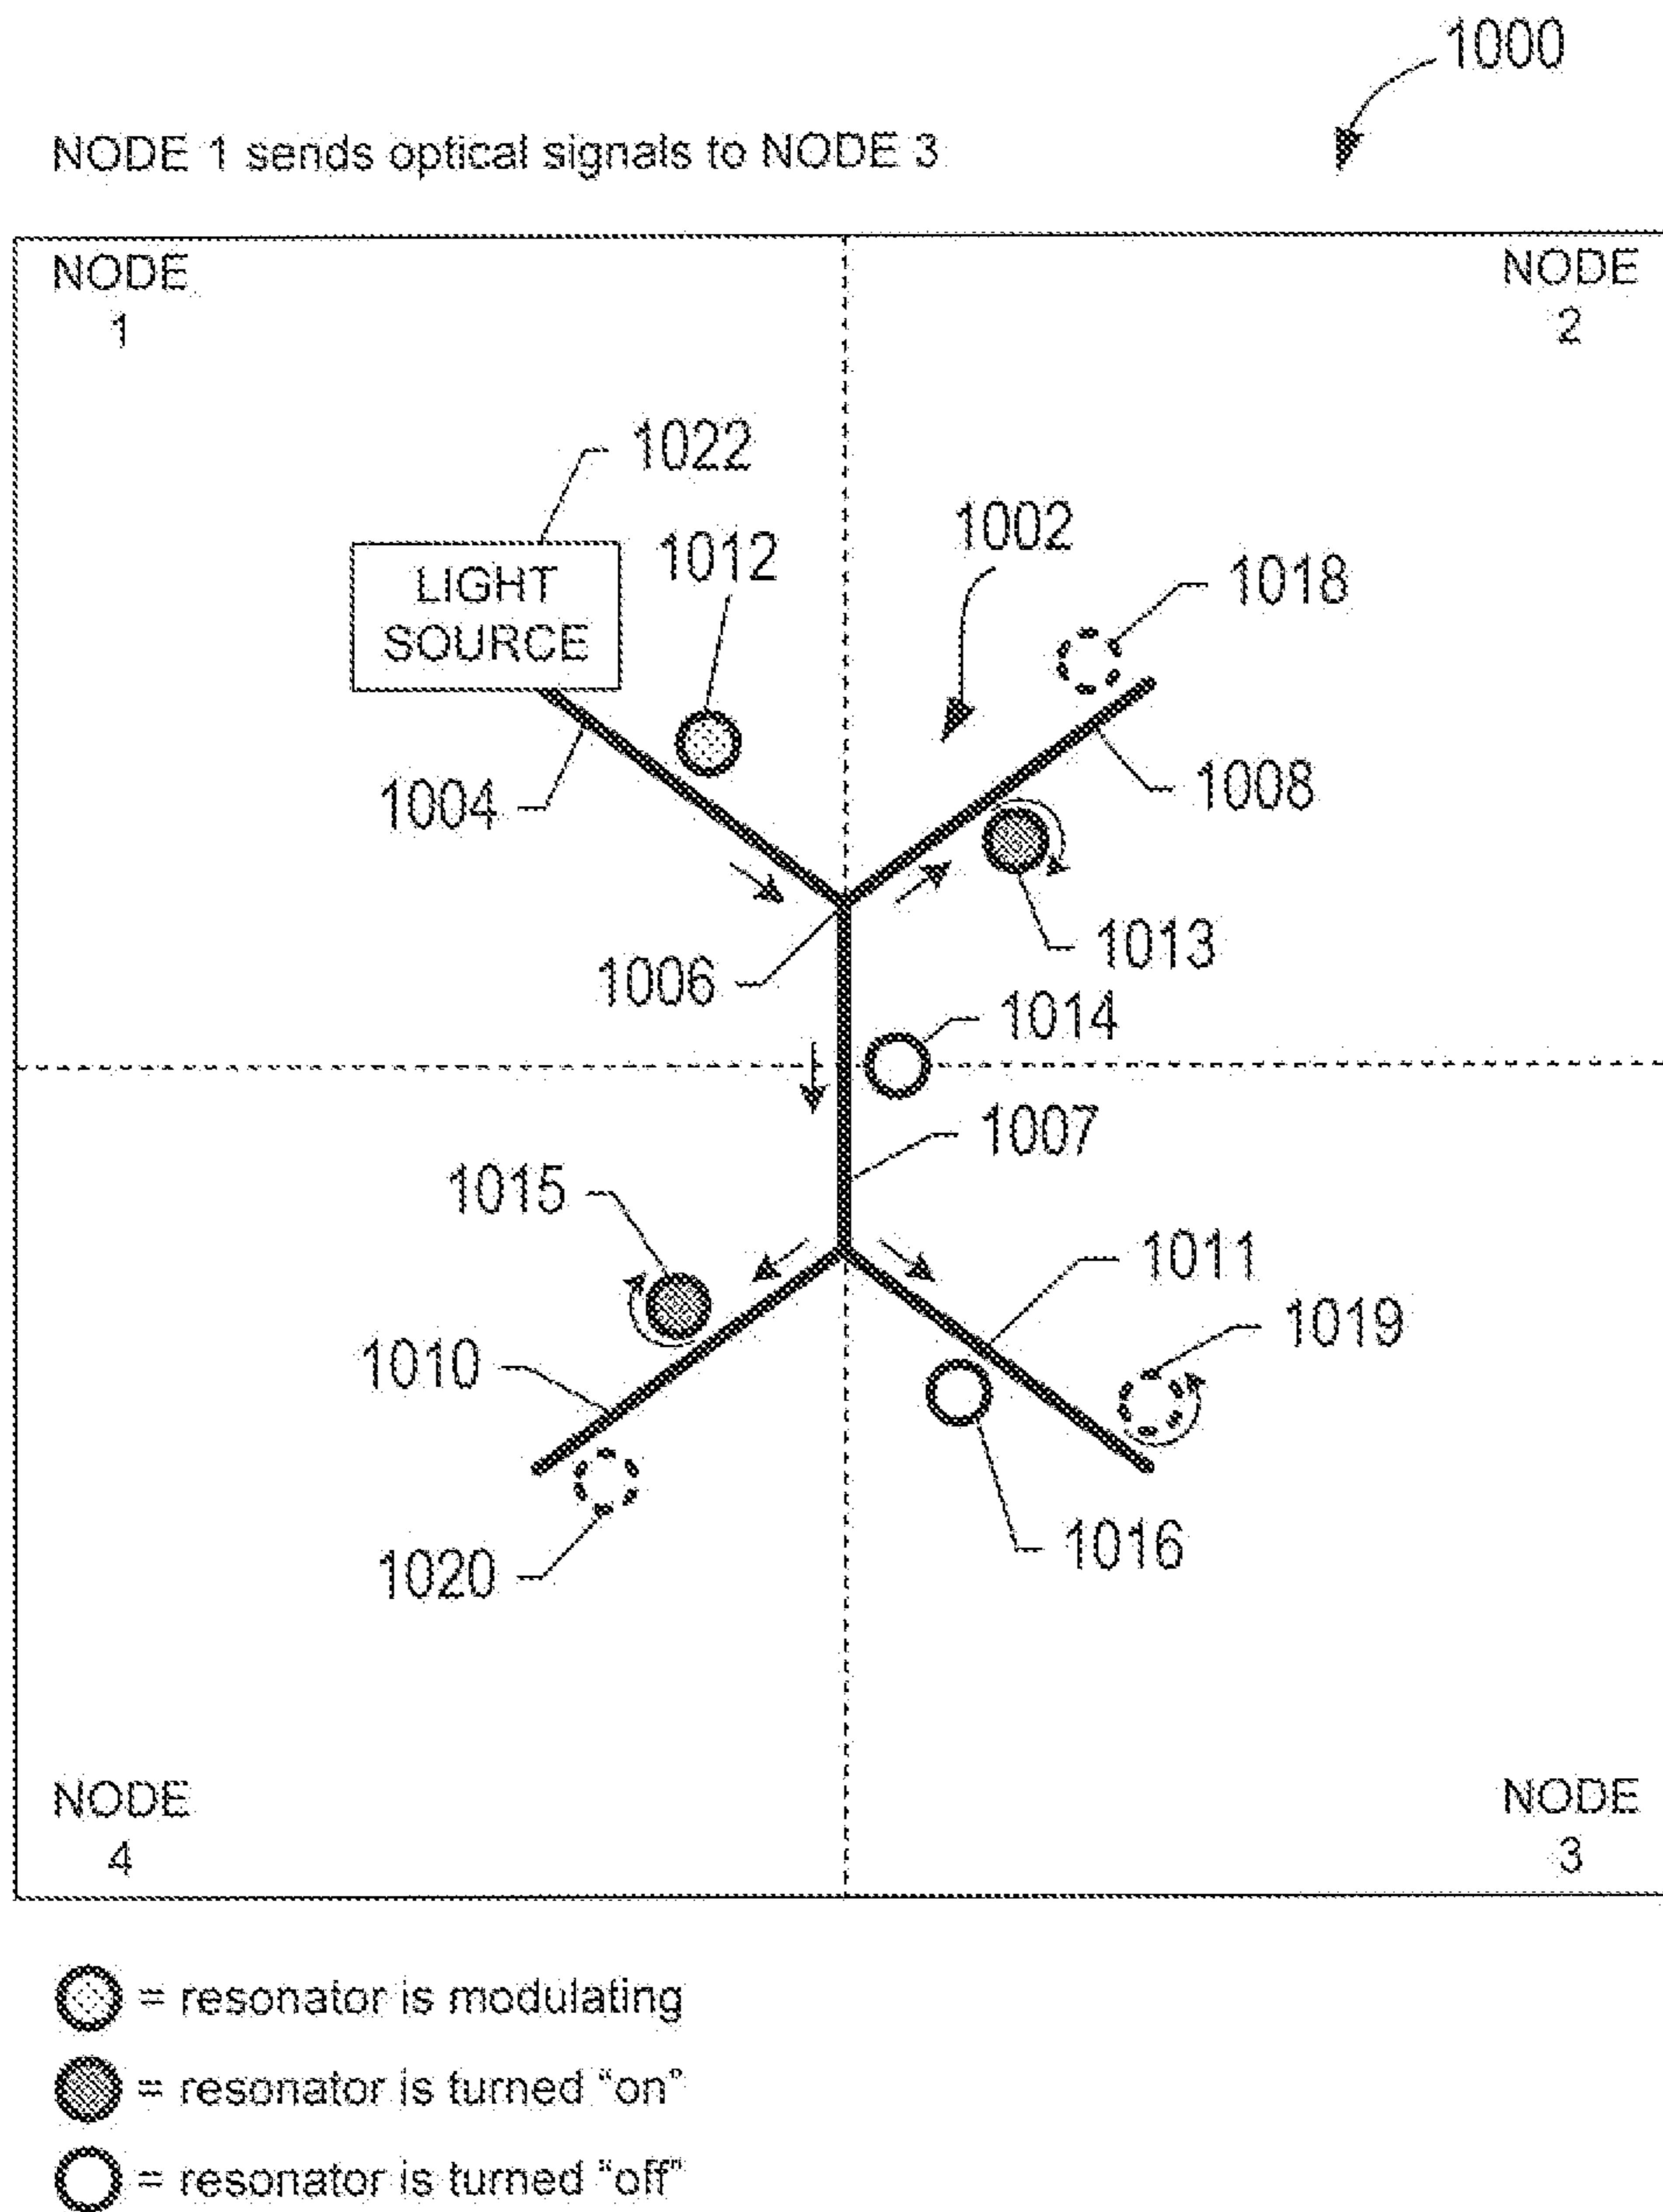 1000
NODE 1 sends optical signals to NODE 3
NODE
1
NODE
2
1022
LIGHT
SOURCE
1012
1002
1018
1004
1008
1013
1006
1014
1007
1015
1011
1019
1010
1016
1020
NODE
4
NODE
3
= resonator is modulating
= resonator is turned "on"
= resonator is turned "off"